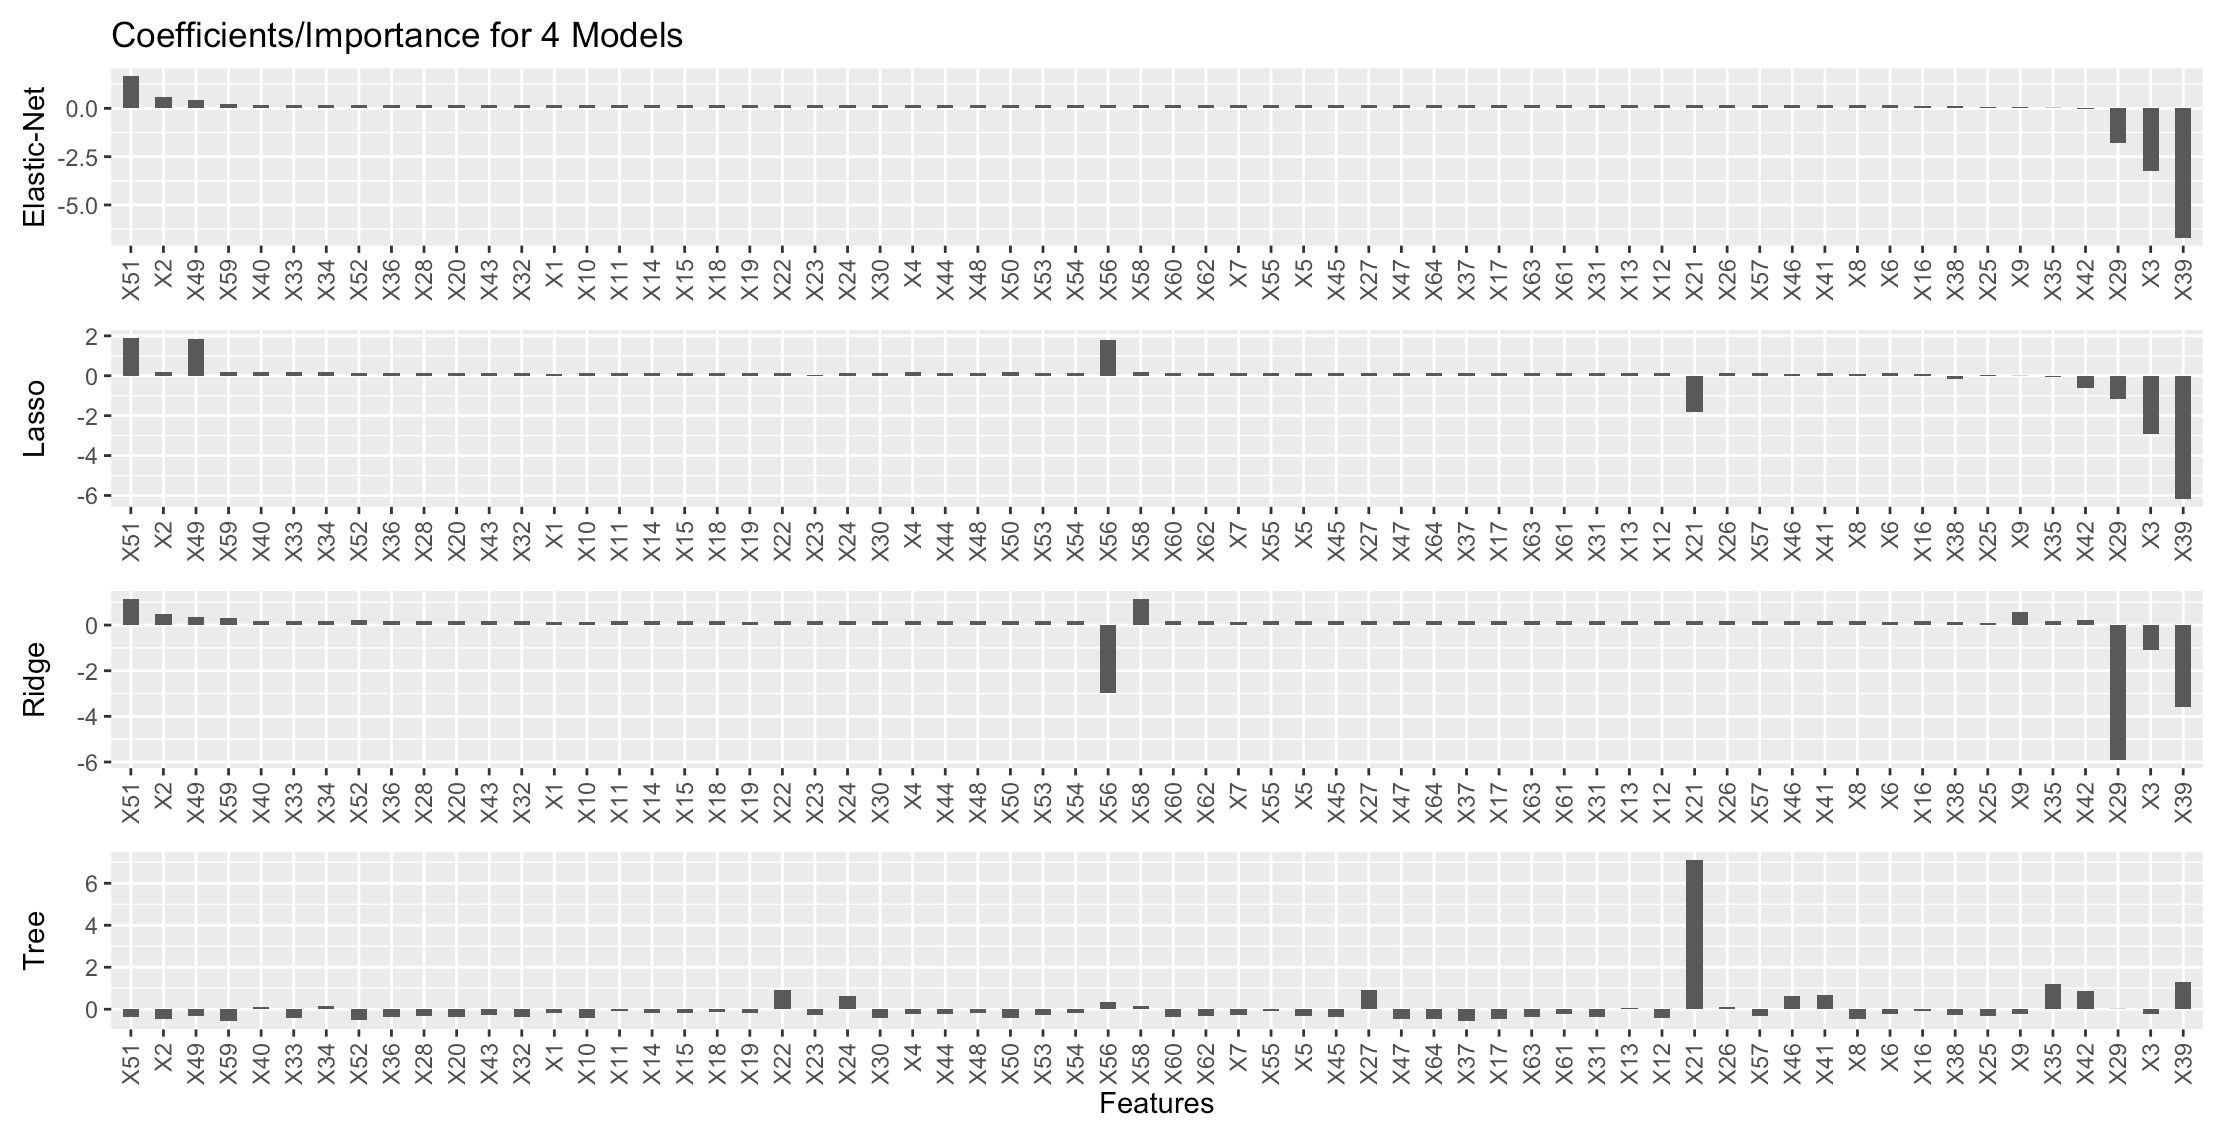 Coefficients/Importance for 4 Models
Elastic-Net
0.0
-2.5
-5.0
X51 X2 X49 X59 X40 X33 X34 X52 X36 X28 X20 X43 X32 X1 X10 X11 X14 X15 X18 X19 X22 X23 X24 X30 X4 X44 X48 X50 X53 X54 X56 X58 X60 X62 X7 X55 X5 X45 X27 X47 X64 X37 X17 X63 X61 X31 X13 X12 X21 X26 X57 X46 X41 X8 X6 X16 X38 X25 X9 X35 X42 X29 X3 X39
Lasso
2
0
-2
-4
-6
X51 X2 X49 X59 X40 X33 X34 X52 X36 X28 X20 X43 X32 X1 X10 X11 X14 X15 X18 X19 X22 X23 X24 X30 X4 X44 X48 X50 X53 X54 X56 X58 X60 X62 X7 X55 X5 X45 X27 X47 X64 X37 X17 X63 X61 X31 X13 X12 X21 X26 X57 X46 X41 X8 X6 X16 X38 X25 X9 X35 X42 X29 X3 X39
Ridge
0
-2
-4
-6
X51 X2 X49 X59 X40 X33 X34 X52 X36 X28 X20 X43 X32 X1 X10 X11 X14 X15 X18 X19 X22 X23 X24 X30 X4 X44 X48 X50 X53 X54 X56 X58 X60 X62 X7 X55 X5 X45 X27 X47 X64 X37 X17 X63 X61 X31 X13 X12 X21 X26 X57 X46 X41 X8 X6 X16 X38 X25 X9 X35 X42 X29 X3 X39
Tree
6
4
2
0
X51 X2 X49 X59 X40 X33 X34 X52 X36 X28 X20 X43 X32 X1 X10 X11 X14 X15 X18 X19 X22 X23 X24 X30 X4 X44 X48 X50 X53 X54 X56 X58 X60 X62 X7 X55 X5 X45 X27 X47 X64 X37 X17 X63 X61 X31 X13 X12 X21 X26 X57 X46 X41 X8 X6 X16 X38 X25 X9 X35 X42 X29 X3 X39
Features